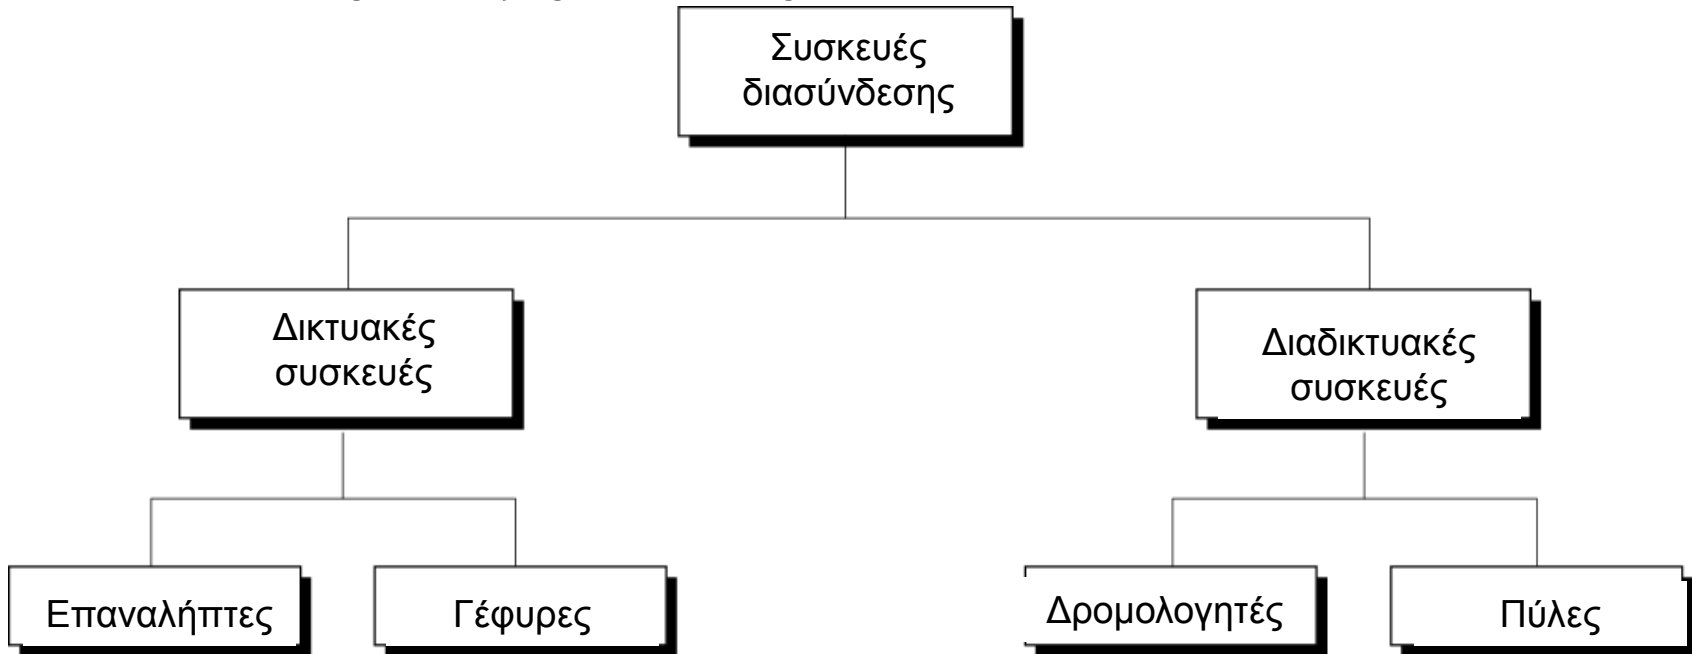 Συσκευές
διασύνδεσης
Δικτυακές
συσκευές
Διαδικτυακές
συσκευές
Επαναλήπτες
Γέφυρες
Δρομολογητές
Πύλες